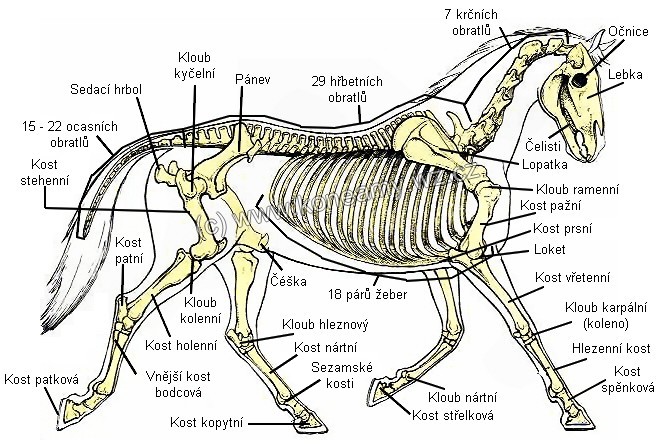 7 krčních
obratlů
Očnice
Kloub
kyčelní
Pánev
29 hřbetních
obratlů
Lebka
Sedací hrbol
15 - 22 ocasních
obratlů
Čelisti
Lopatka
Kost
stehenní
Kloub ramenní
Kost pažní
Kost prsní
Kost
patní
Loket
Čéška
18 párů žeber
Kost vřetenní
Kloub
kolenní
Kloub karpální
(koleno)
Kloub hleznový
Kost holenní
Kost nártní
Hlezenní kost
Sezamské
kosti
Kost
spěnková
Vnější kost
bodcová
Kost patková
Kloub nártní
Kost střelková
Kost kopytní